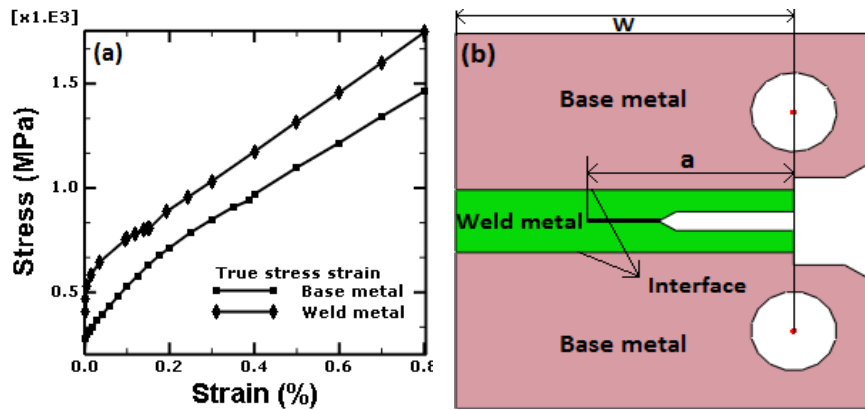 [x1.E3]
(a)
1.5
1.0
0.5
Stress (MPa)
True stress strain
Base metal
Weld metal
0.0 0.2 0.4 0.6 0.8
Strain (%)
W
(b)
Base metal
a
Weld metal
Interface
Base metal